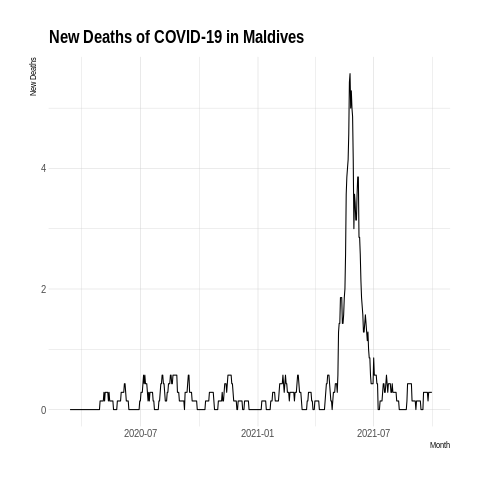 New Deaths of COVID-19 in Maldives
New Deaths
4
2
0
2020-07
2021-01
2021-07
Month